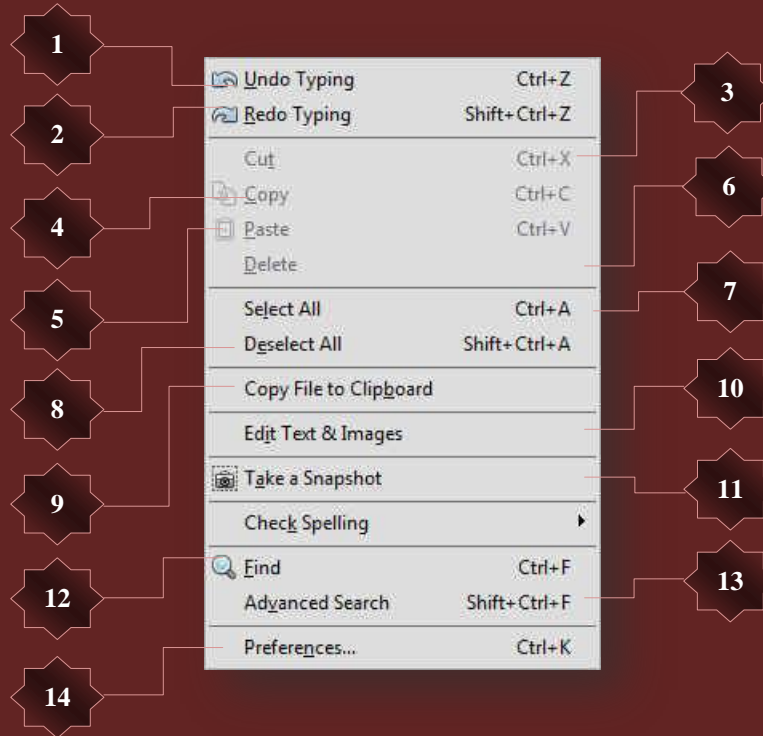 1
Undo Typing Ctrl+Z
3
2
Redo Typing Shift+Ctrl+Z
Cut Ctrl+X
6
4
Copy Ctrl+C
Paste Ctrl+V
Delete
5
7
Select All Ctrl+A
Deselect All Shift+Ctrl+A
8
Copy File to Clipboard
10
Edit Text & Images
9
Take a Snapshot
11
Check Spelling
12
Find Ctrl+F
13
Advanced Search Shift+Ctrl+F
Preferences... Ctrl+K
14